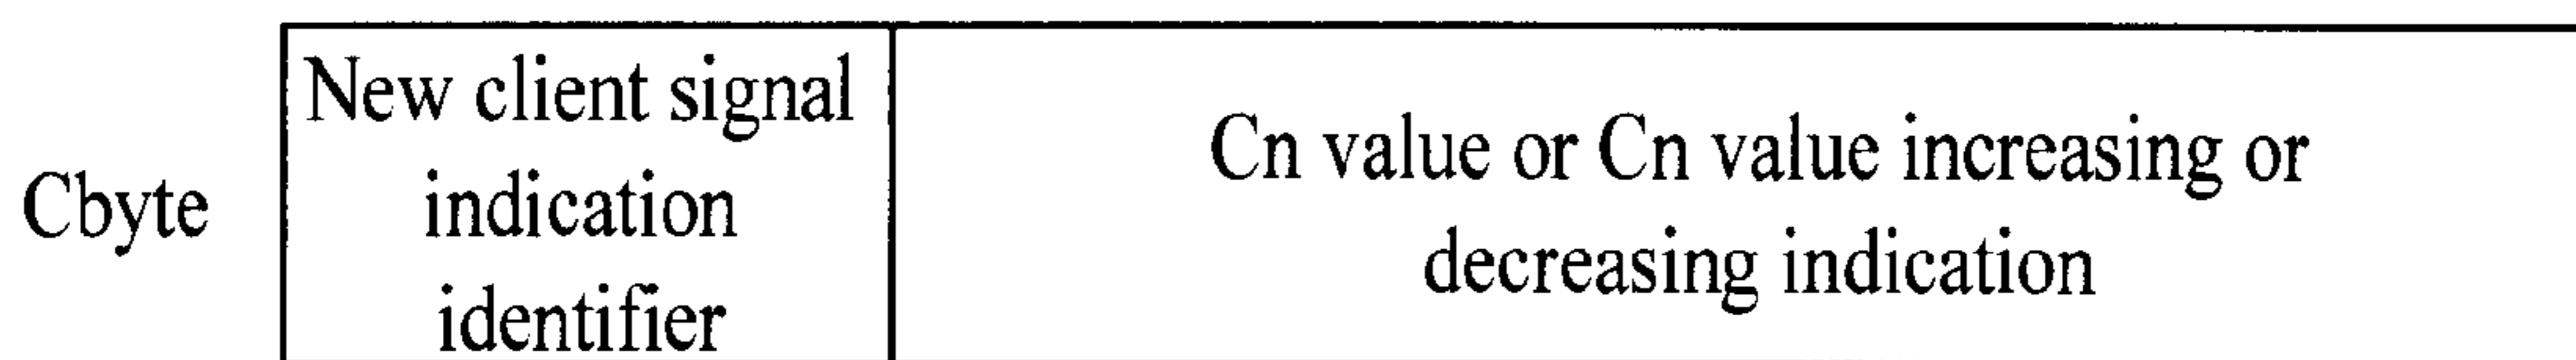 Cbyte
New client signal
indication
identifier
Cn value or Cn value increasing or
decreasing indication